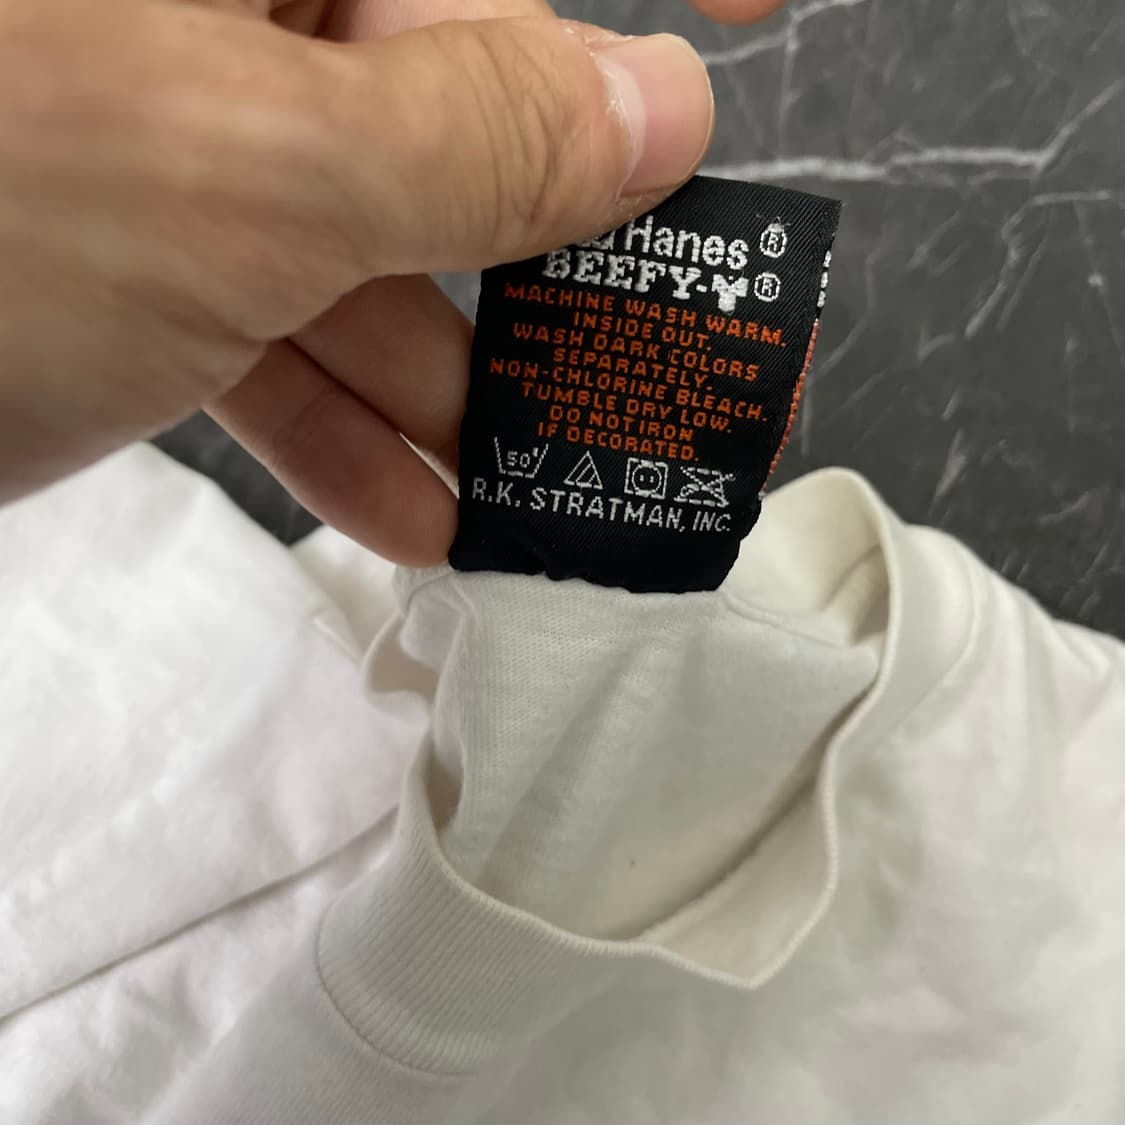 Hanes ®
BEEFY-T ®
MACHINE WASH WARM.
INSIDE OUT.
WASH DARK COLORS
SEPARATELY.
NON-CHLORINE BLEACH.
TUMBLE DRY LOW.
DO NOT IRON
IF DECORATED.
50°
R.K. STRATMAN, INC.